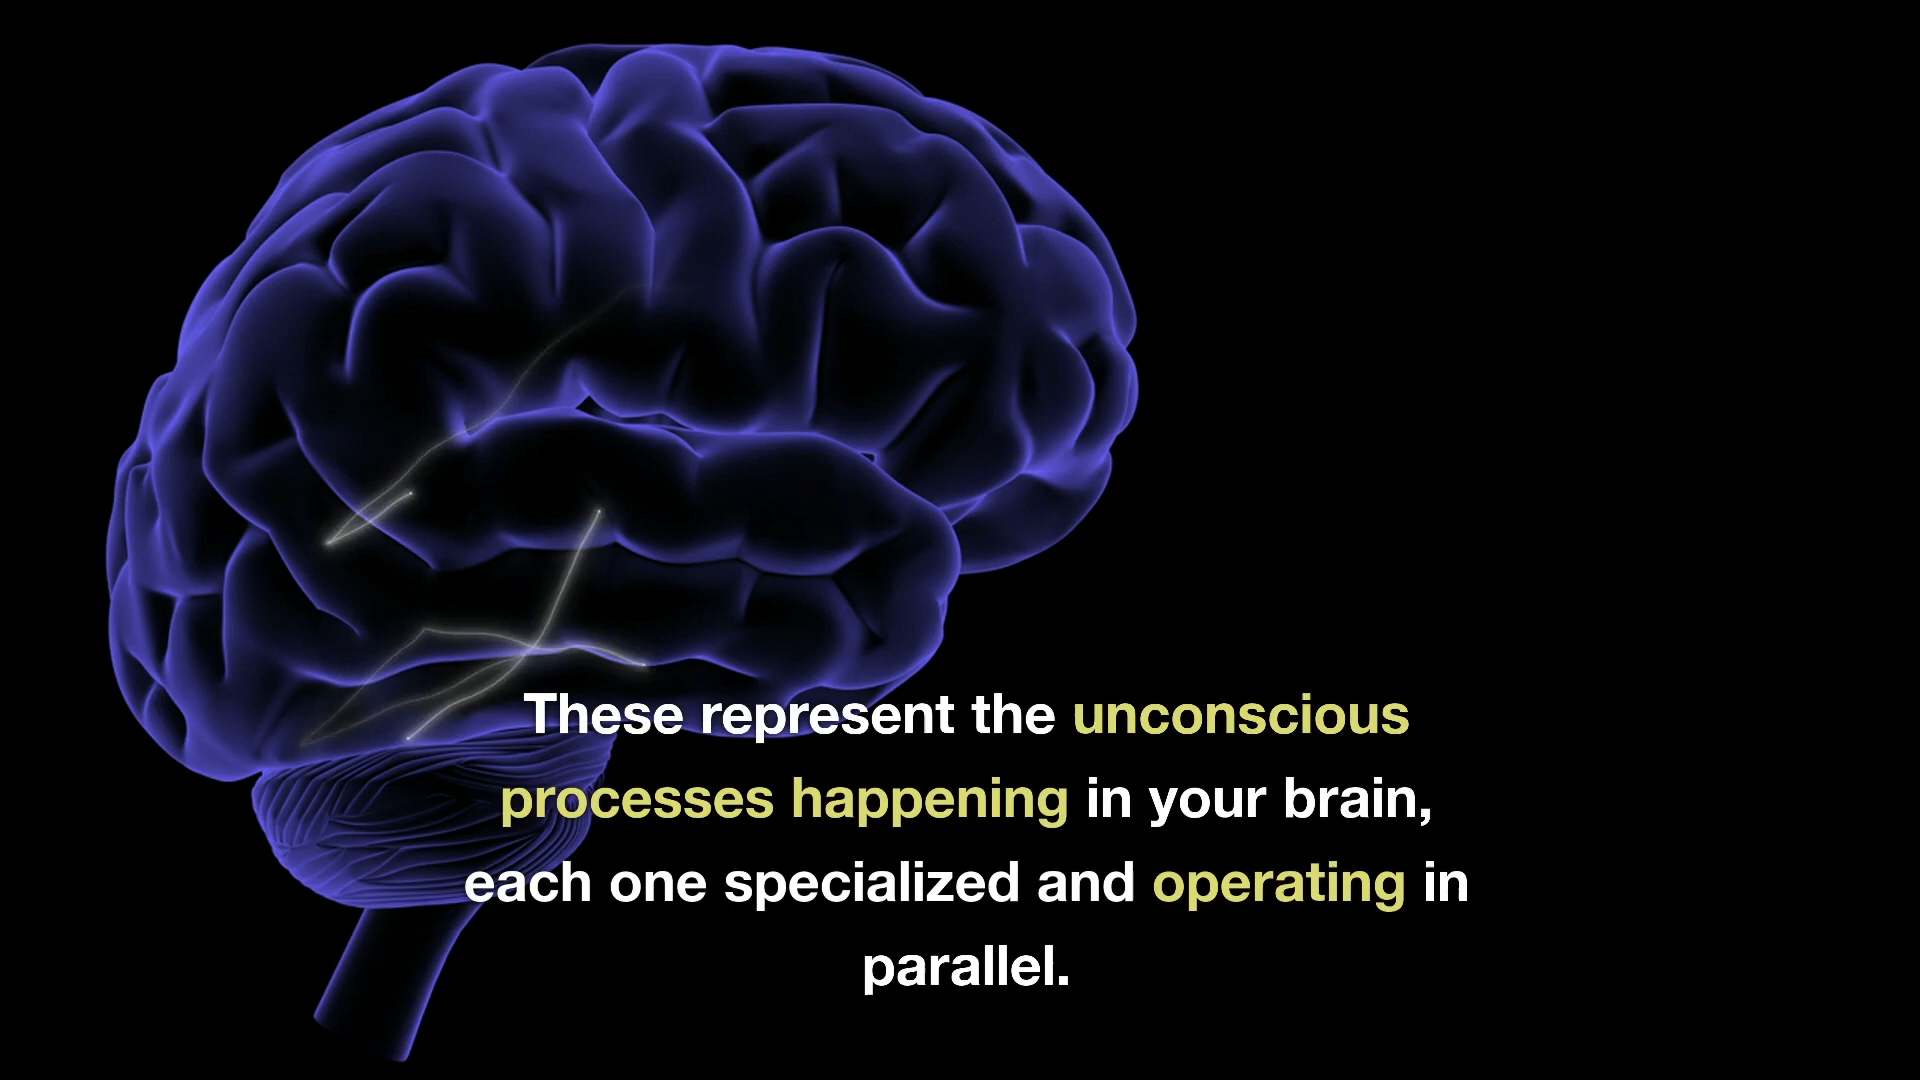 These represent the unconscious
processes happening in your brain,
each one specialized and operating in
parallel.